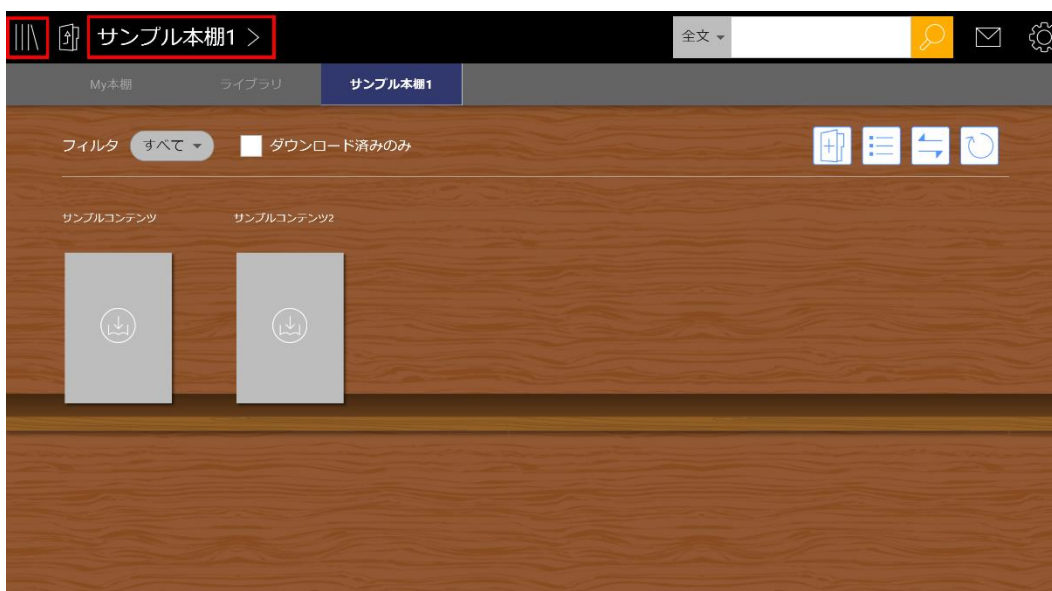 サンプル本棚1 >
全文
My本棚
ライブラリ
サンプル本棚1
フィルタ
すべて
ダウンロード済みのみ
サンプルコンテンツ
サンプルコンテンツ2